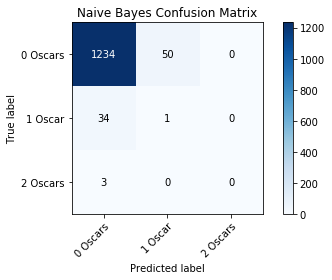 Naive Bayes Confusion Matrix
0 Oscars 1234 50 0
1 Oscar 34 1 0
2 Oscars 3 0 0
0 Oscars 1 Oscar 2 Oscars
True label
Predicted label
1200
1000
800
600
400
200
0